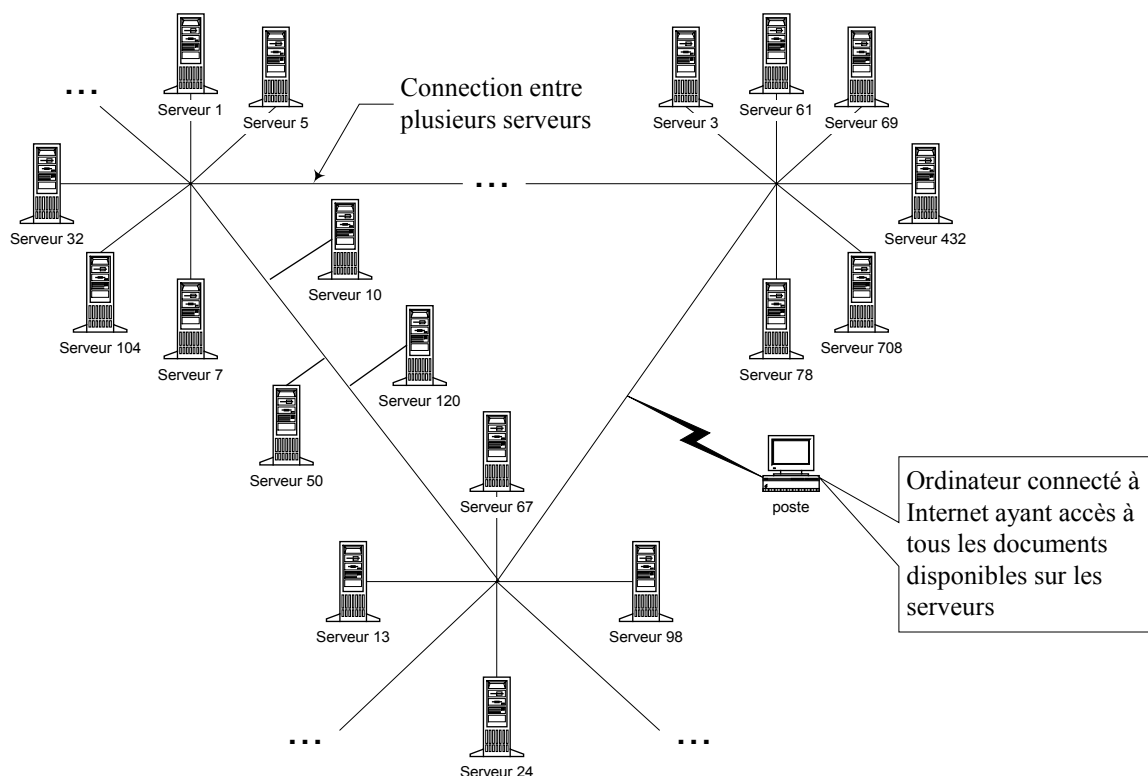 ...
Serveur 1
Serveur 5
Connection entre
plusieurs serveurs
Serveur 3
Serveur 61
Serveur 69
...
Serveur 32
Serveur 432
Serveur 10
Serveur 104
Serveur 7
Serveur 78
Serveur 708
Serveur 120
Serveur 50
Serveur 67
poste
Ordinateur connecté à
Internet ayant accès à
tous les documents
disponibles sur les
serveurs
Serveur 13
Serveur 98
...
...
Serveur 24